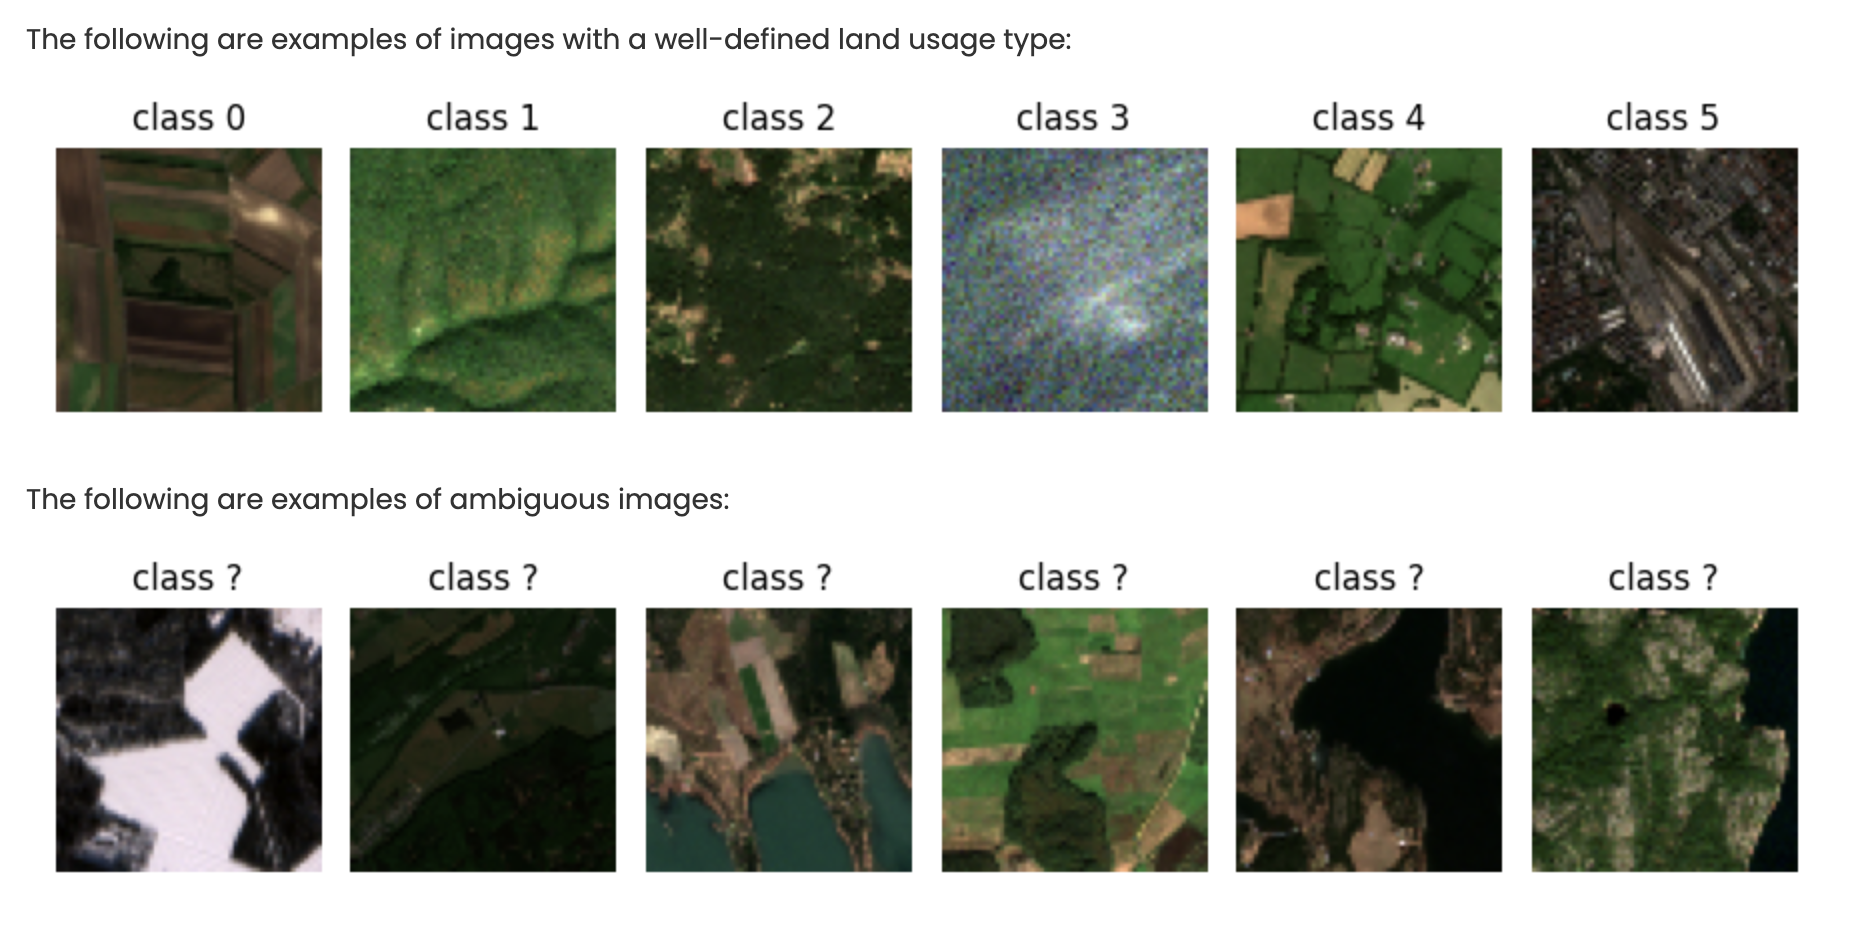 The following are examples of images with a well-defined land usage type:
class 0 class 1 class 2 class 3 class 4 class 5
The following are examples of ambiguous images:
class ? class ? class ? class ? class ? class ?